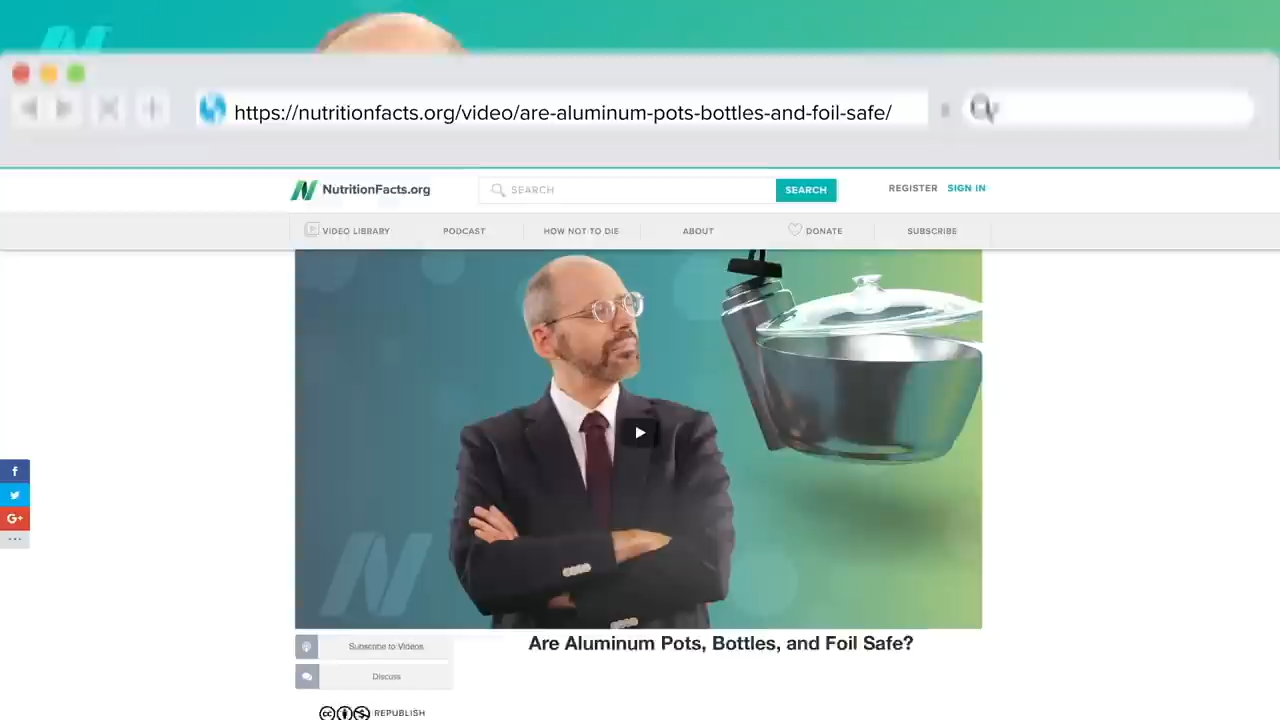 https://nutritionfacts.org/video/are-aluminum-pots-bottles-and-foil-safe/
NutritionFacts.org
SEARCH
SEARCH
REGISTER SIGN IN
VIDEO LIBRARY
PODCAST
HOW NOT TO DIE
ABOUT
DONATE
SUBSCRIBE
f
G+
Subscribe to Videos
Are Aluminum Pots, Bottles, and Foil Safe?
Discuss
cc REPUBLISH